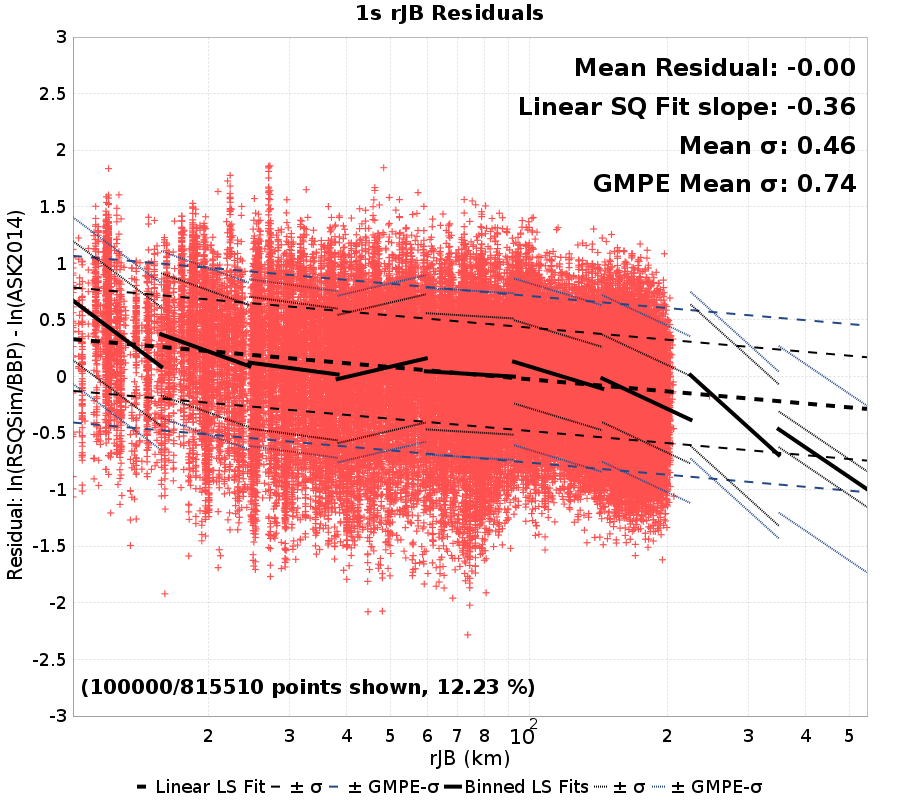 1s rJB Residuals
Mean Residual: -0.00
Linear SQ Fit slope: -0.36
Mean σ: 0.46
GMPE Mean σ: 0.74
Residual: ln(RSQSim/BBP) - ln(ASK2014)
3
2.5
2
1.5
1
0.5
0
-0.5
-1
-1.5
-2
-2.5
-3
(100000/815510 points shown, 12.23 %)
2 3 4 5 6 7 8 10^2 2 3 4 5
rJB (km)
Linear LS Fit ± σ ± GMPE-σ Binned LS Fits ± σ ± GMPE-σ